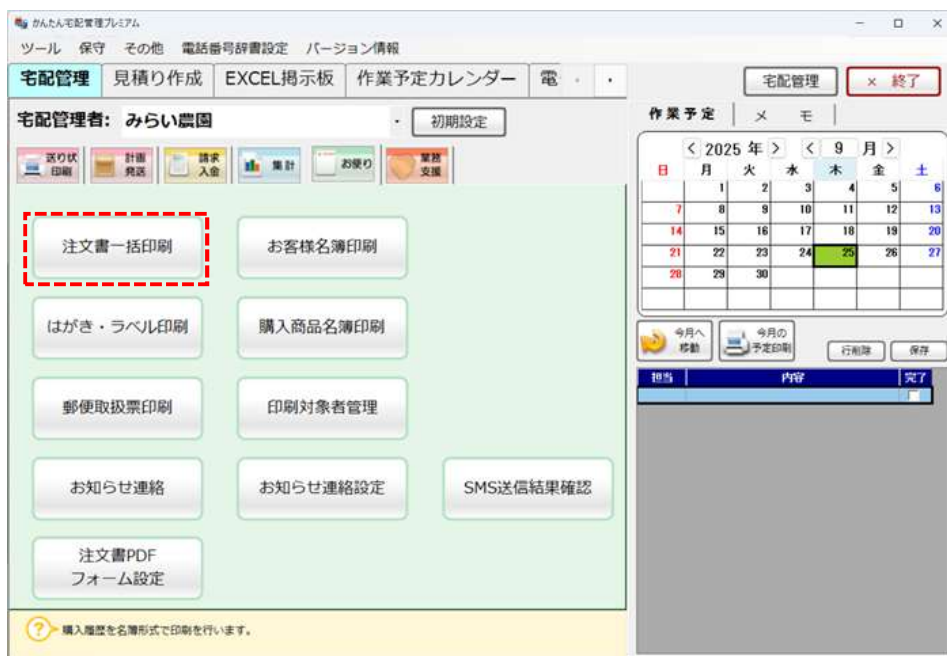 かんたん宅配管理プレミアム
ツール 保守 その他 電話番号辞書設定 バージョン情報
宅配管理 見積り作成 EXCEL掲示板 作業予定カレンダー 電
宅配管理 × 終了
宅配管理者: みらい農園 初期設定
送り状印刷 計画発送 請求入金 集計 お便り 業務支援
作業予定 メモ
< 2025 年 > < 9 月 >
日 月 火 水 木 金 土
1 2 3 4 5 6
7 8 9 10 11 12 13
14 15 16 17 18 19 20
21 22 23 24 25 26 27
28 29 30
今月へ移動 今月の予定印刷 行削除 保存
担当 内容 完了
注文書一括印刷 お客様名簿印刷
はがき・ラベル印刷 購入商品名簿印刷
郵便取扱票印刷 印刷対象者管理
お知らせ連絡 お知らせ連絡設定 SMS送信結果確認
注文書PDF
フォーム設定
? 購入履歴を名簿形式で印刷を行います。